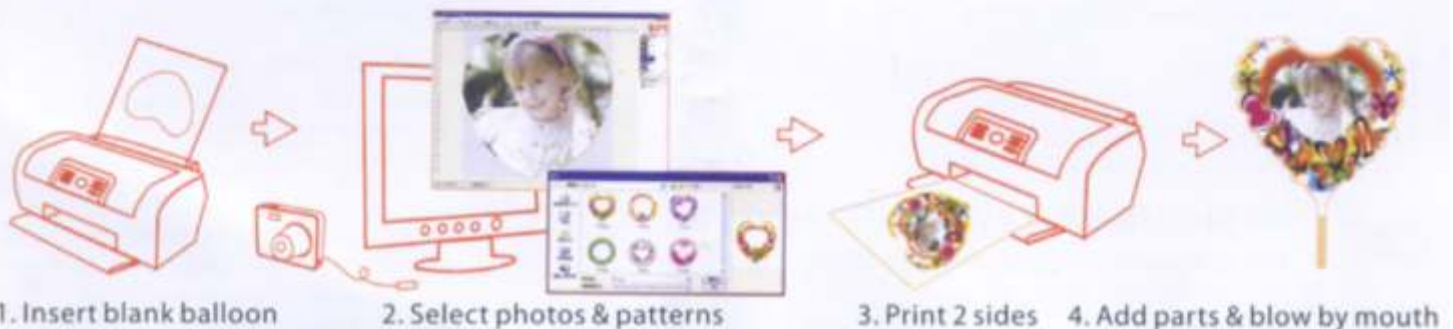 1. Insert blank balloon
2. Select photos & patterns
3. Print 2 sides
4. Add parts & blow by mouth